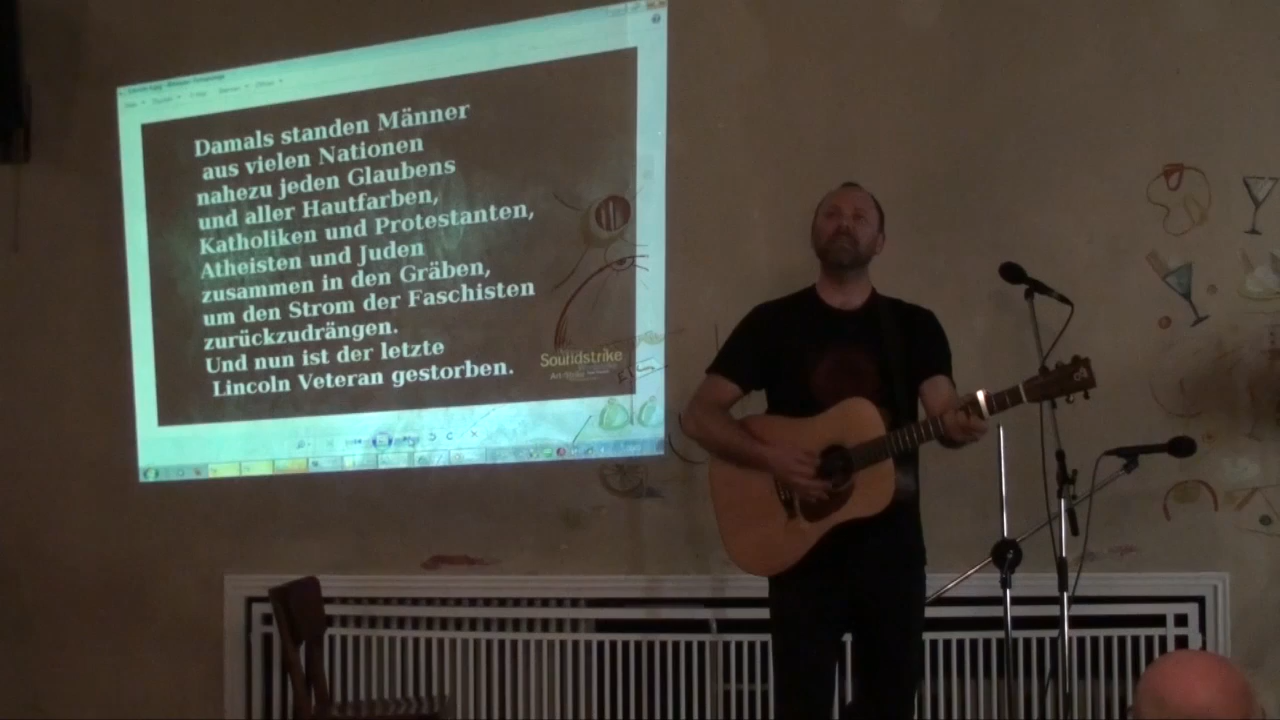 Damals standen Männer
aus vielen Nationen
nahezu jeden Glaubens
und aller Hautfarben,
Katholiken und Protestanten,
Atheisten und Juden
zusammen in den Gräben,
um den Strom der Faschisten
zurückzudrängen.
Und nun ist der letzte
Lincoln Veteran gestorben.
Soundstrike